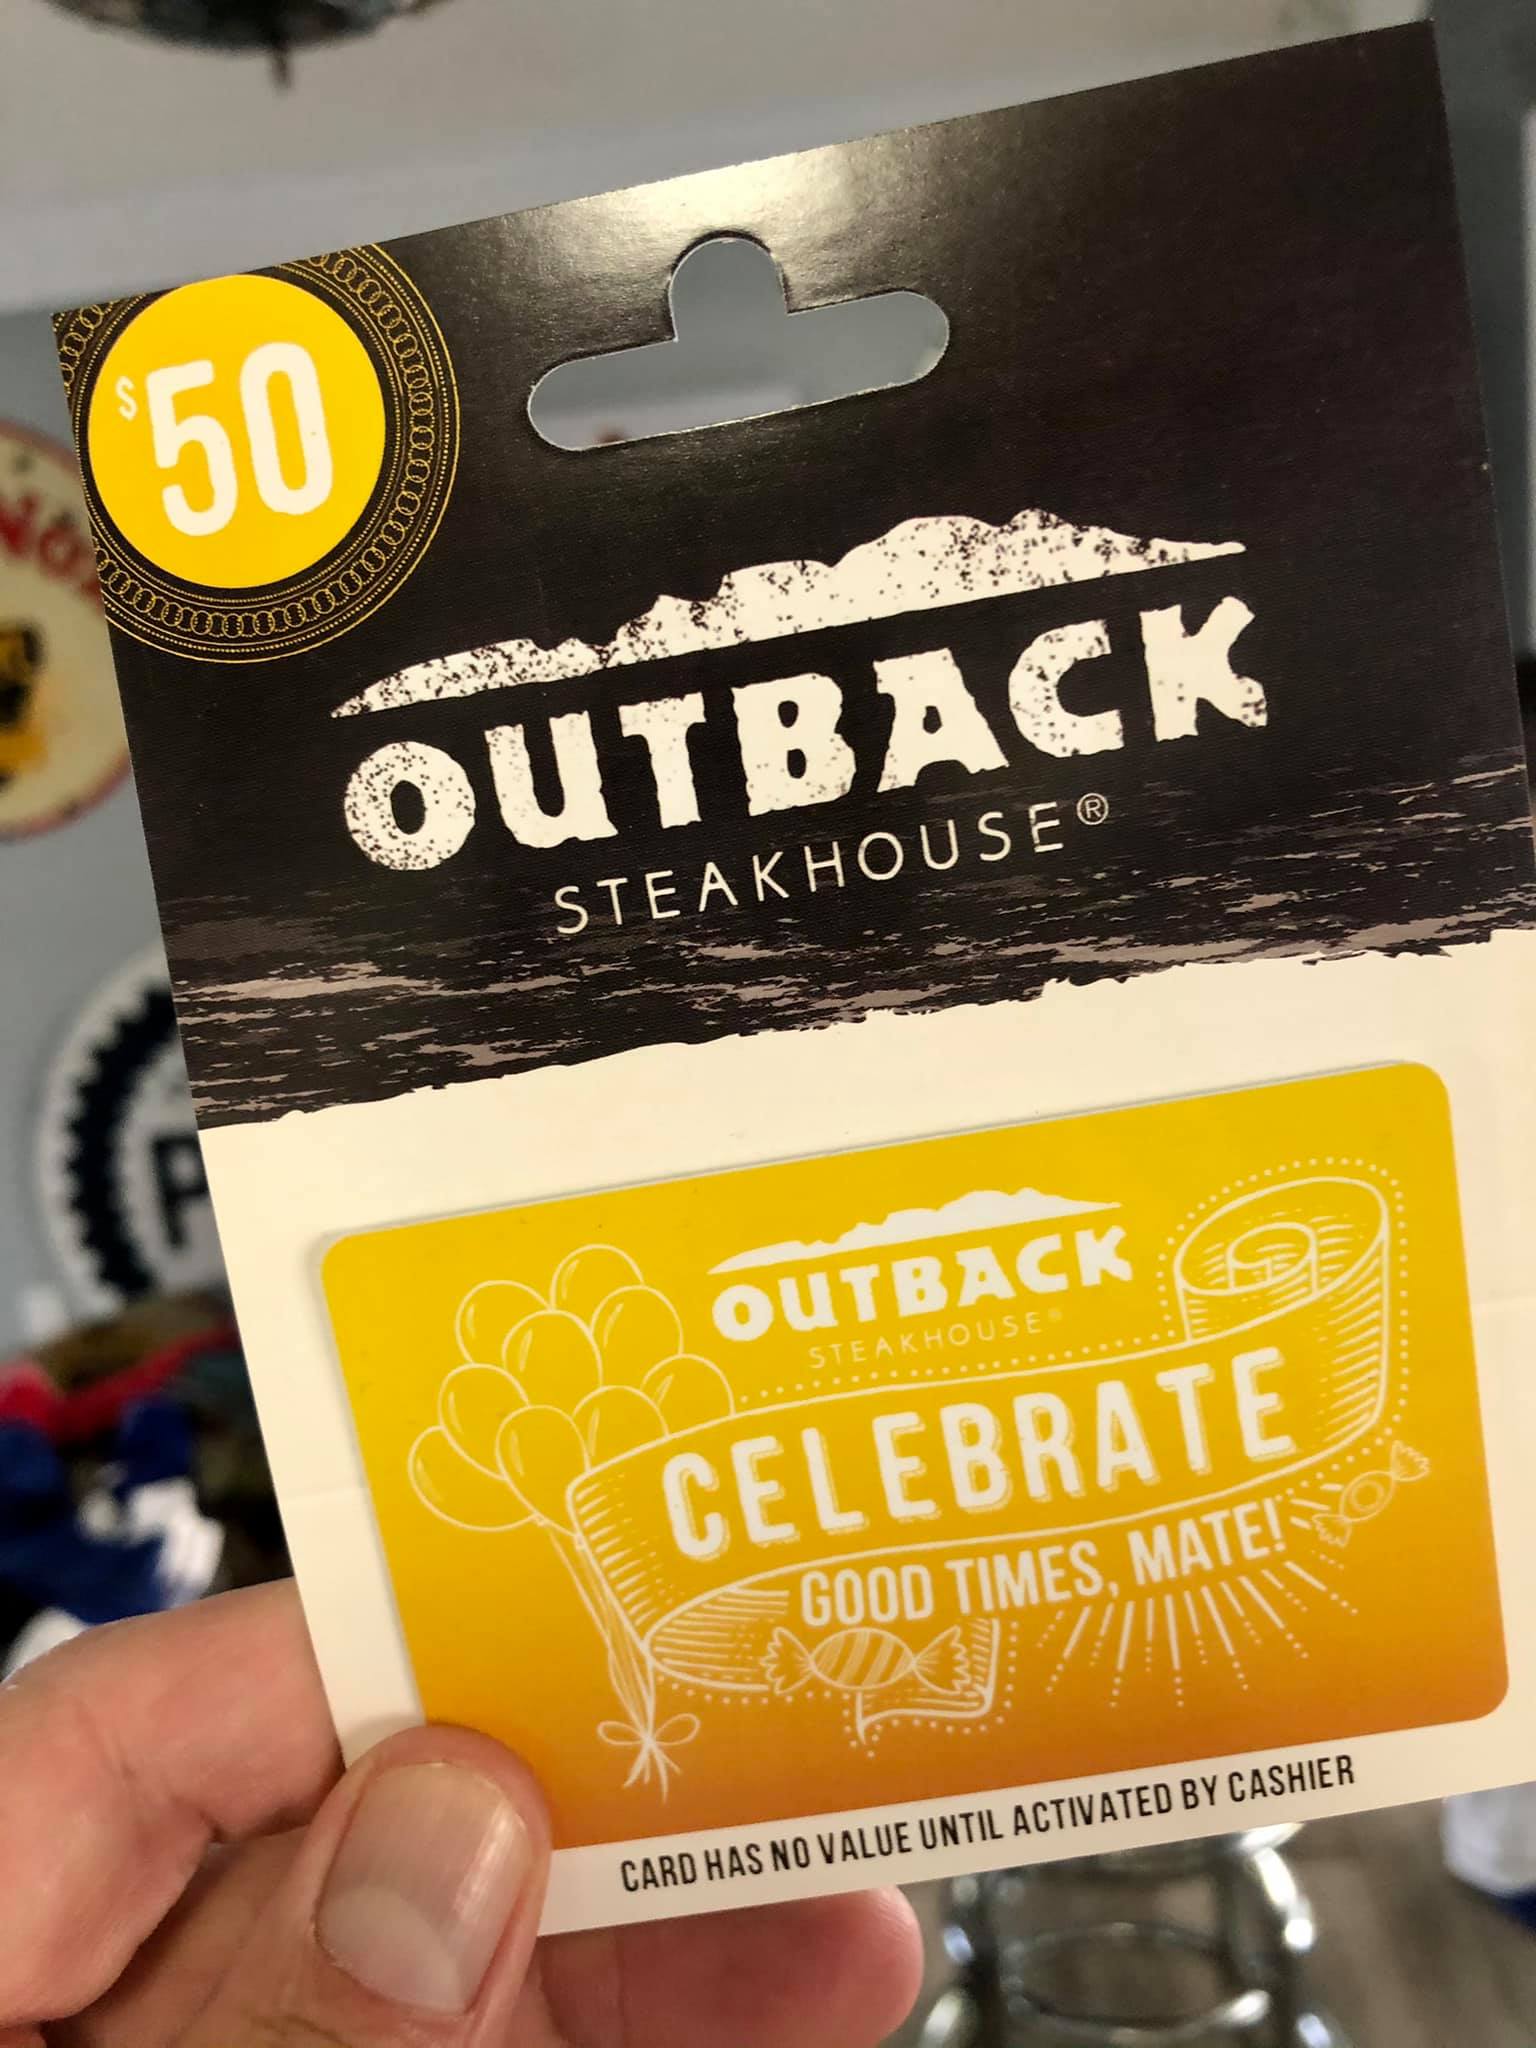 $50
OUTBACK
STEAKHOUSE®
OUTBACK
STEAKHOUSE®
CELEBRATE
GOOD TIMES, MATE!
CARD HAS NO VALUE UNTIL ACTIVATED BY CASHIER